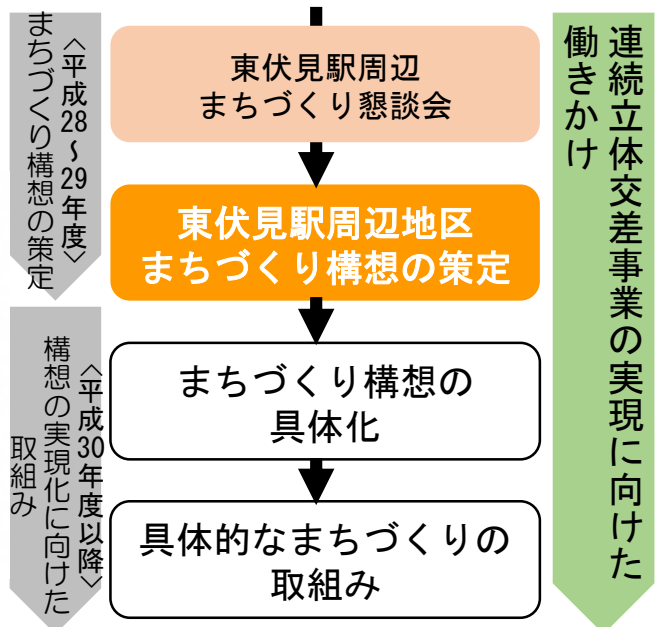 〈平成28~29年度〉
まちづくり構想の策定
東伏見駅周辺
まちづくり懇談会
東伏見駅周辺地区
まちづくり構想の策定
〈平成30年度以降〉
構想の実現化に向けた
取組み
まちづくり構想の
具体化
具体的なまちづくりの
取組み
連続立体交差事業の実現に向けた
働きかけ